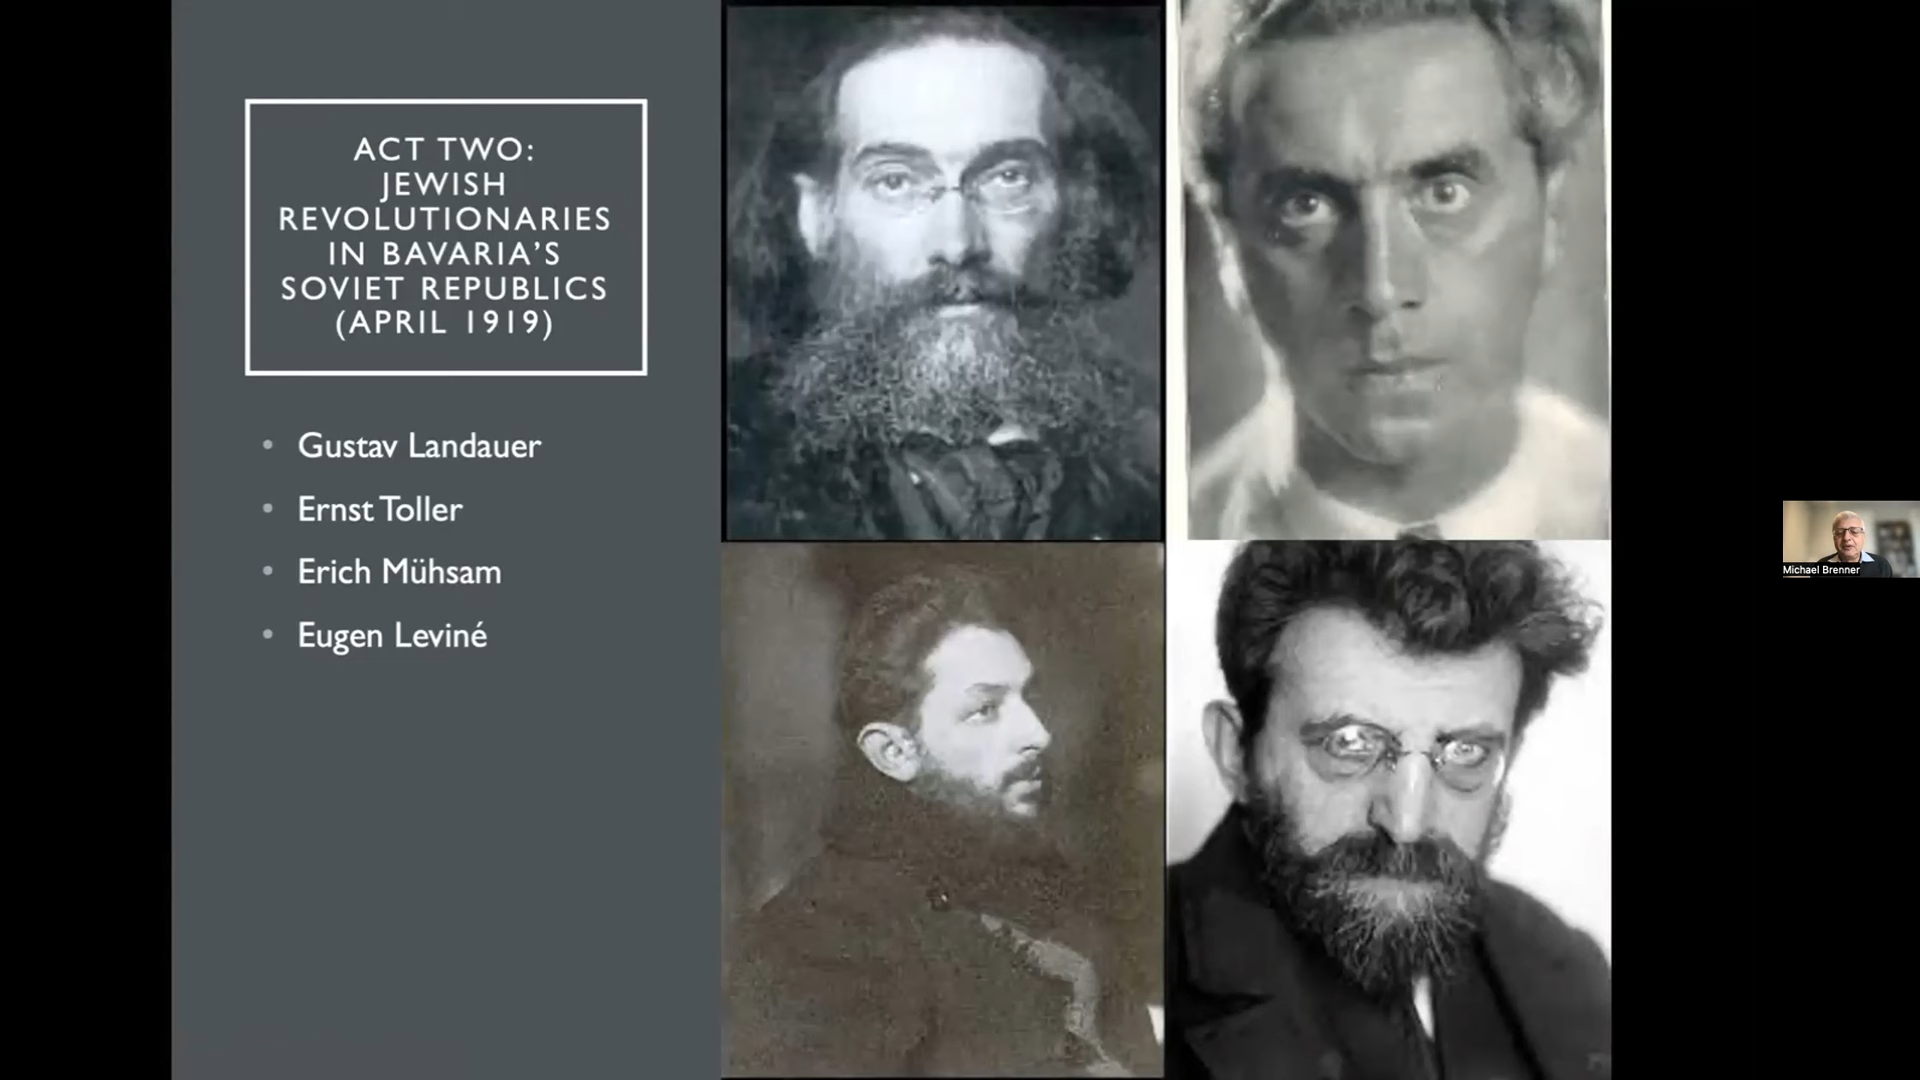 ACT TWO:
JEWISH
REVOLUTIONARIES
IN BAVARIA’S
SOVIET REPUBLICS
(APRIL 1919)
• Gustav Landauer
• Ernst Toller
• Erich Mühsam
• Eugen Leviné
Michael Brenner